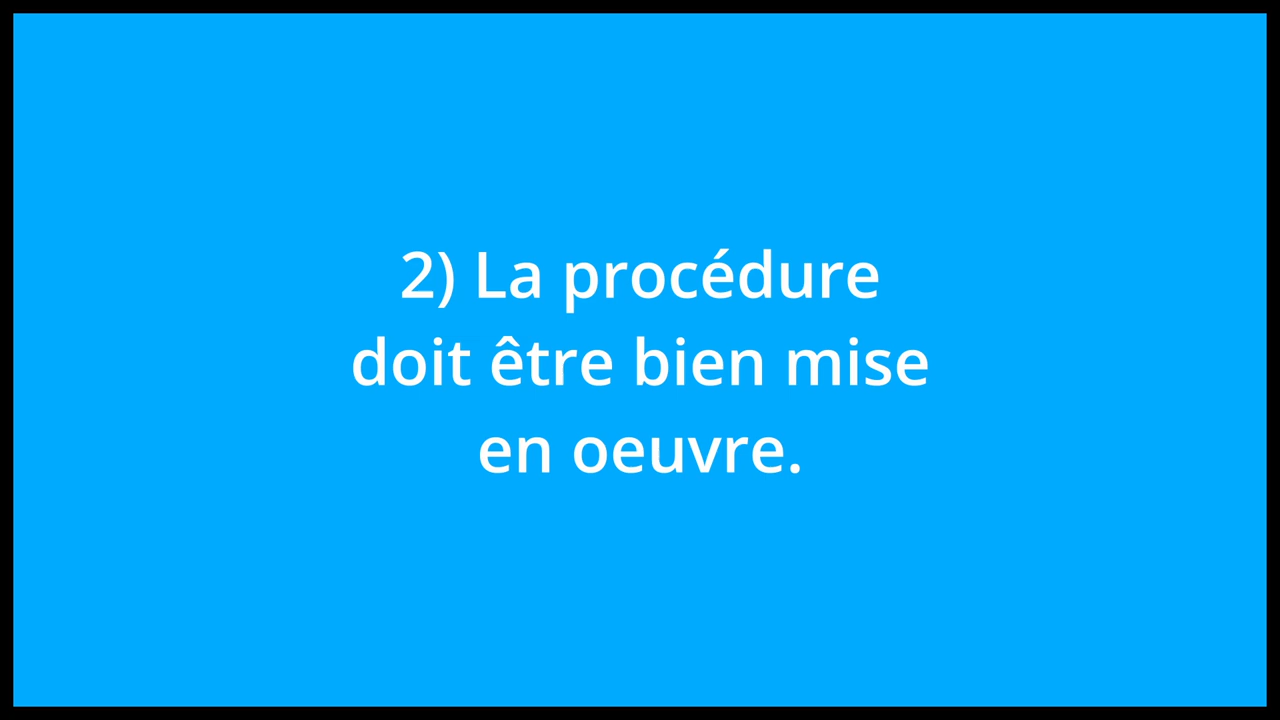 2) La procédure
doit être bien mise
en oeuvre.